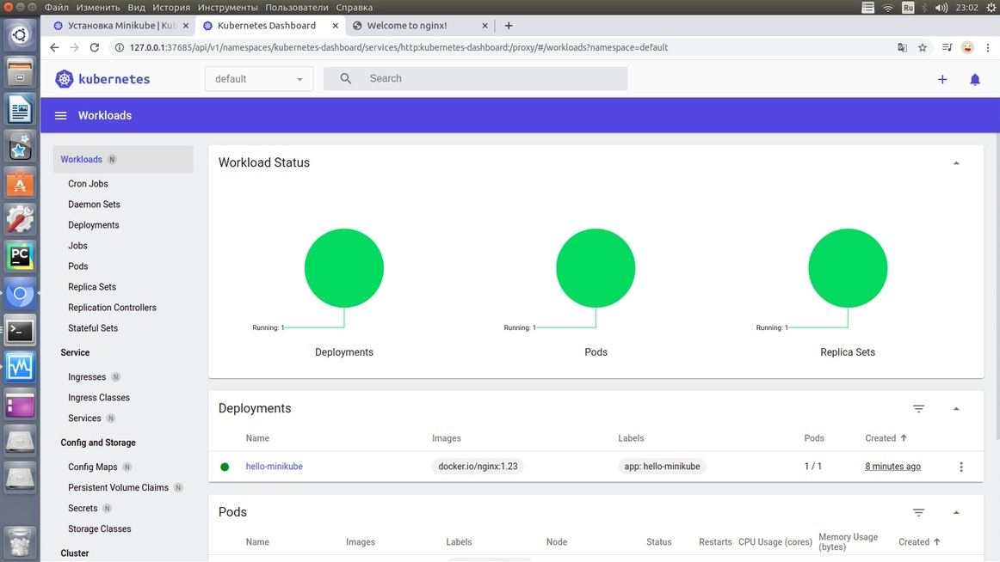 Файл Изменить Вид История Инструменты Пользователи Справка
Ru
23:02
Установка Minikube | Kub
Kubernetes Dashboard
Welcome to nginx!
127.0.0.1:37685/api/v1/namespaces/kubernetes-dashboard/services/http:kubernetes-dashboard:/proxy/#/workloads?namespace=default
kubernetes
default
Search
Workloads
Workloads N
Cron Jobs
Daemon Sets
Deployments
Jobs
Pods
Replica Sets
Replication Controllers
Stateful Sets
Service
Ingresses N
Ingress Classes
Services N
Config and Storage
Config Maps N
Persistent Volume Claims N
Secrets N
Storage Classes
Cluster
Workload Status
Running: 1
Deployments
Running: 1
Pods
Running: 1
Replica Sets
Deployments
Name Images Labels Pods Created
hello-minikube docker.io/nginx:1.23 app: hello-minikube 1 / 1 8 minutes ago
Pods
Name Images Labels Node Status Restarts CPU Usage (cores) Memory Usage (bytes) Created
PC